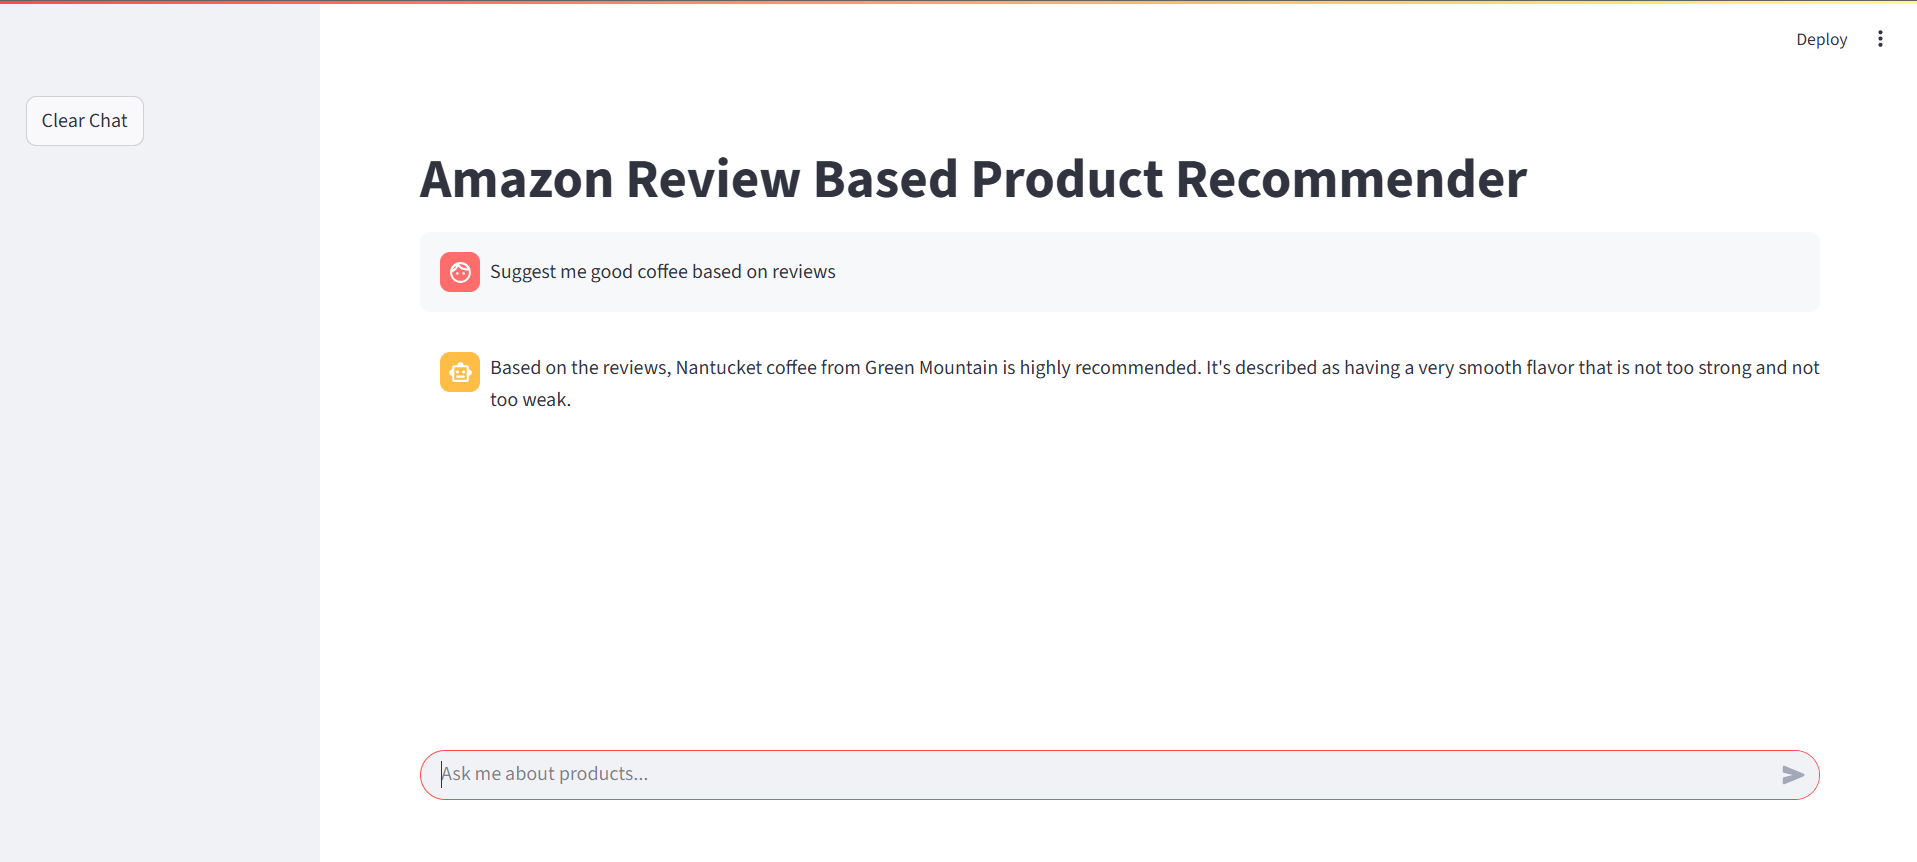 Deploy
Clear Chat
Amazon Review Based Product Recommender
Suggest me good coffee based on reviews
Based on the reviews, Nantucket coffee from Green Mountain is highly recommended. It's described as having a very smooth flavor that is not too strong and not
too weak.
Ask me about products...